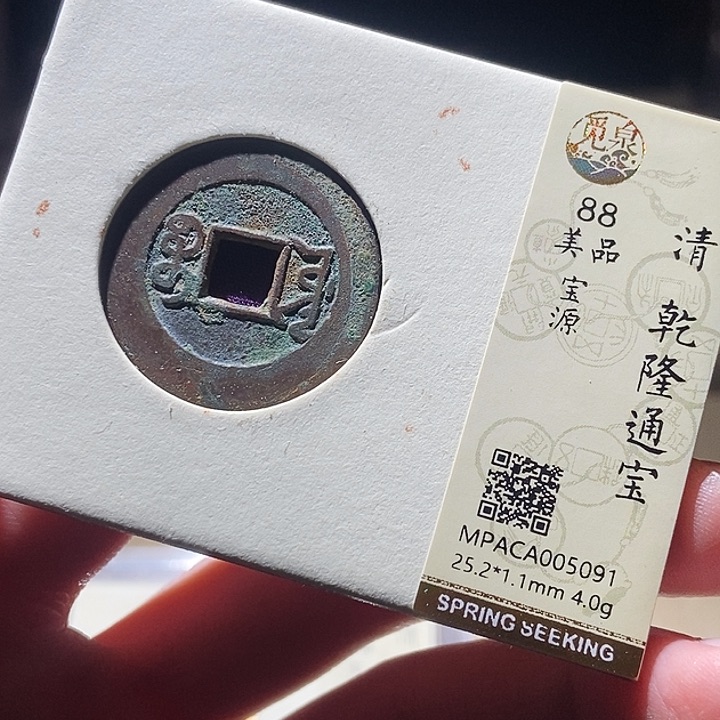 觅泉
88
美品
宝源
清 乾隆通宝
MPACA005091
25.2*1.1mm 4.0g
SPRING SEEKING